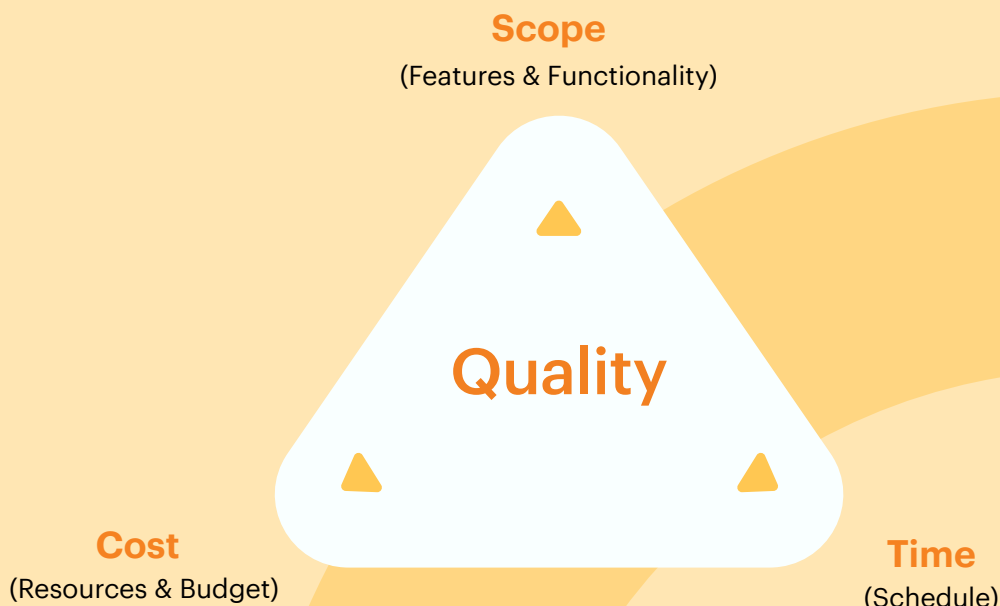 Scope
(Features & Functionality)
Quality
Cost
(Resources & Budget)
Time
(Schedule)